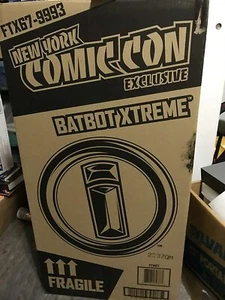 FTX67-9993
NEW YORK
COMIC CON
EXCLUSIVE
BATBOT XTREME
FRAGILE